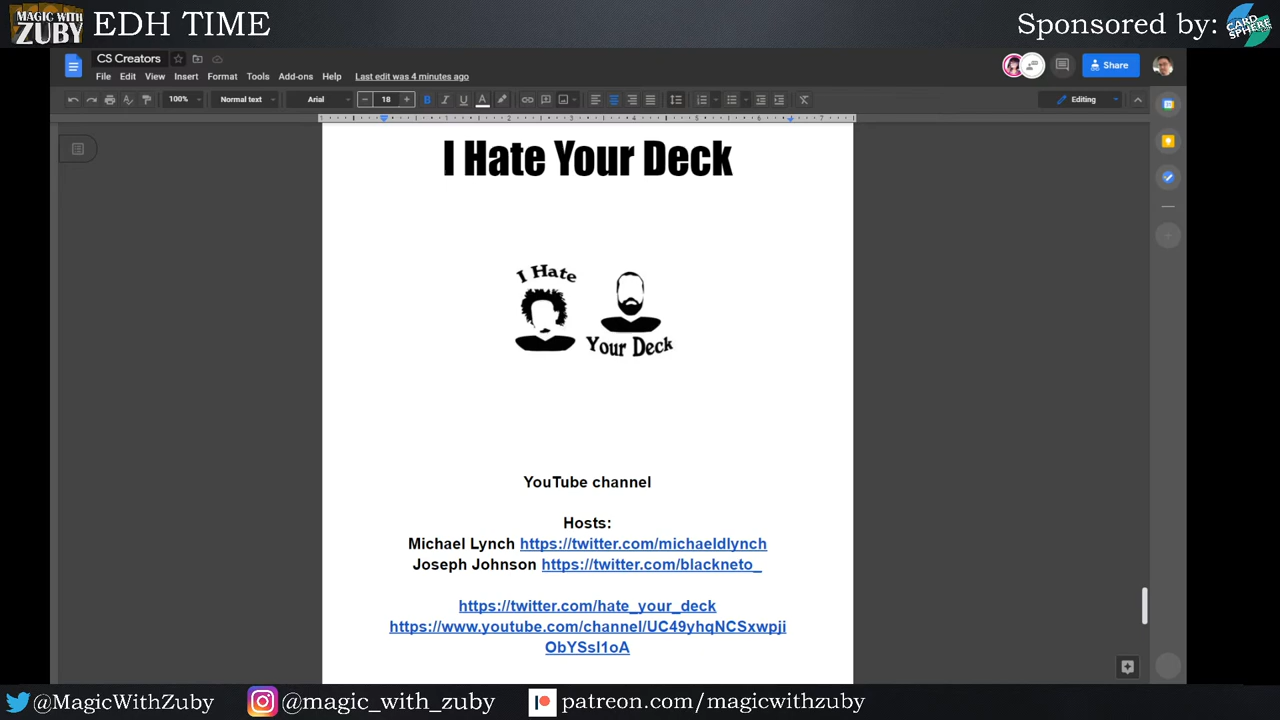 MAGIC WITH
ZUBY
EDH TIME
Sponsored by:
CARD
SPHERE
CS Creators
File Edit View Insert Format Tools Add-ons Help Last edit was 4 minutes ago
Share
100% Normal text Arial 18 Editing
I Hate Your Deck
I Hate
Your Deck
YouTube channel
Hosts:
Michael Lynch https://twitter.com/michaeldlynch
Joseph Johnson https://twitter.com/blackneto_
https://twitter.com/hate_your_deck
https://www.youtube.com/channel/UC49yhqNCSxwpji
ObYSsl1oA
@MagicWithZuby @magic_with_zuby patreon.com/magicwithzuby